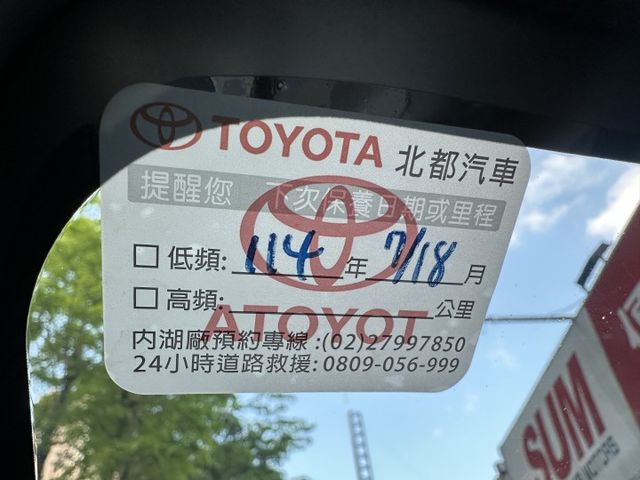 TOYOTA 北都汽車
提醒您 下次保養日期或里程
□ 低頻: 114 年 7/18 月
□ 高頻: 公里
TOYOTA
內湖廠預約專線 :(02)27997850
24小時道路救援: 0809-056-999
SUM
MOTORS